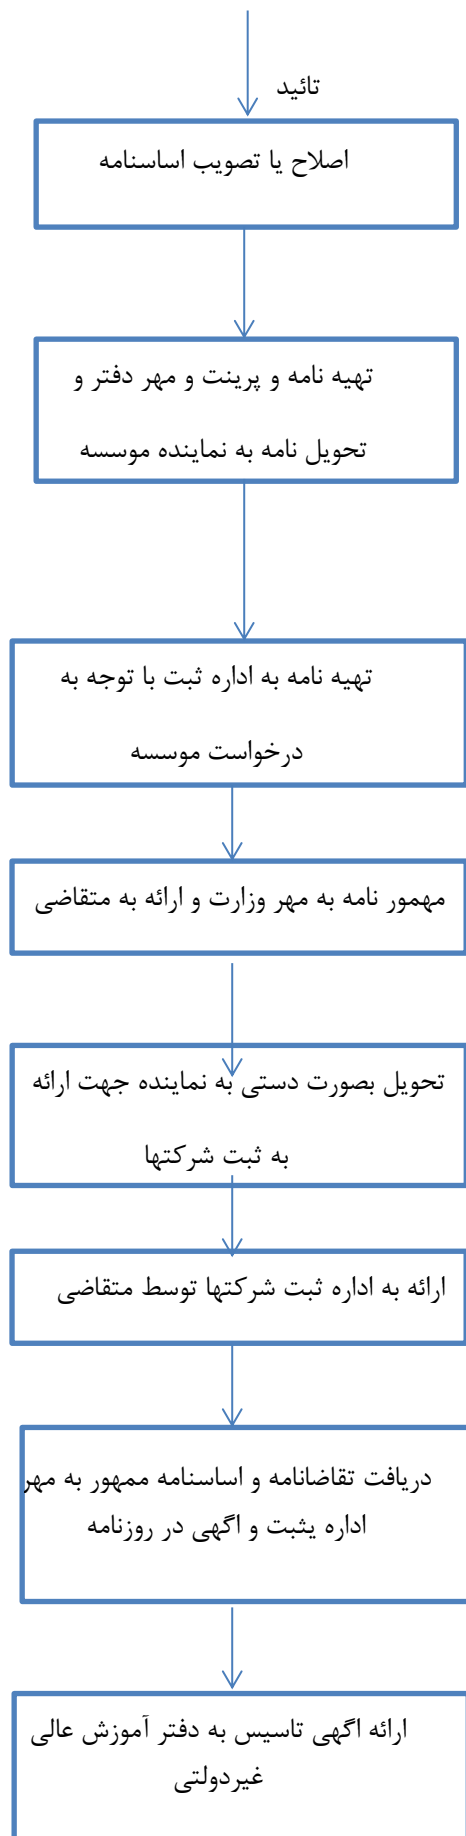 تائید
اصلاح یا تصویب اساسنامه
تهیه نامه و پرینت و مهر دفتر و
تحویل نامه به نماینده موسسه
تهیه نامه به اداره ثبت با توجه به
درخواست موسسه
مهمور نامه به مهر وزارت و ارائه به متقاضی
تحویل بصورت دستی به نماینده جهت ارائه
به ثبت شرکتها
ارائه به اداره ثبت شرکتها توسط متقاضی
دریافت تقاضانامه و اساسنامه ممهور به مهر
اداره یثبت و اگهی در روزنامه
ارائه اگهی تاسیس به دفتر آموزش عالی
غیردولتی